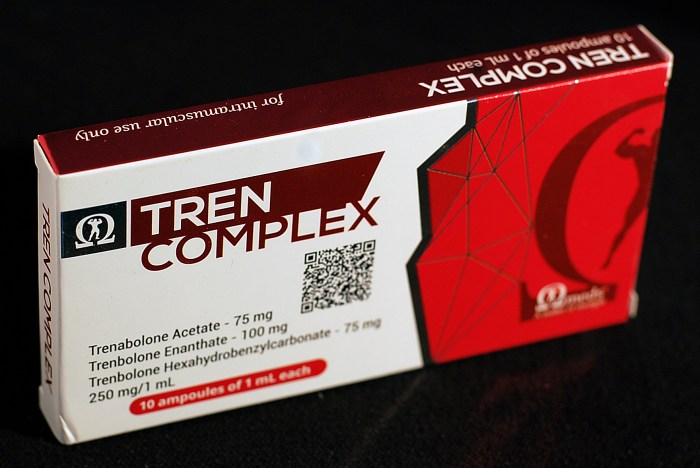 TREN COMPLEX
10 ampoules of 1 mL each
for intramuscular use only
TREN COMPLEX
Ω
TREN
COMPLEX
Trenabolone Acetate - 75 mg
Trenbolone Enanthate - 100 mg
Trenbolone Hexahydrobenzylcarbonate - 75 mg
250 mg/1 mL
10 ampoules of 1 mL each
Ωmedic